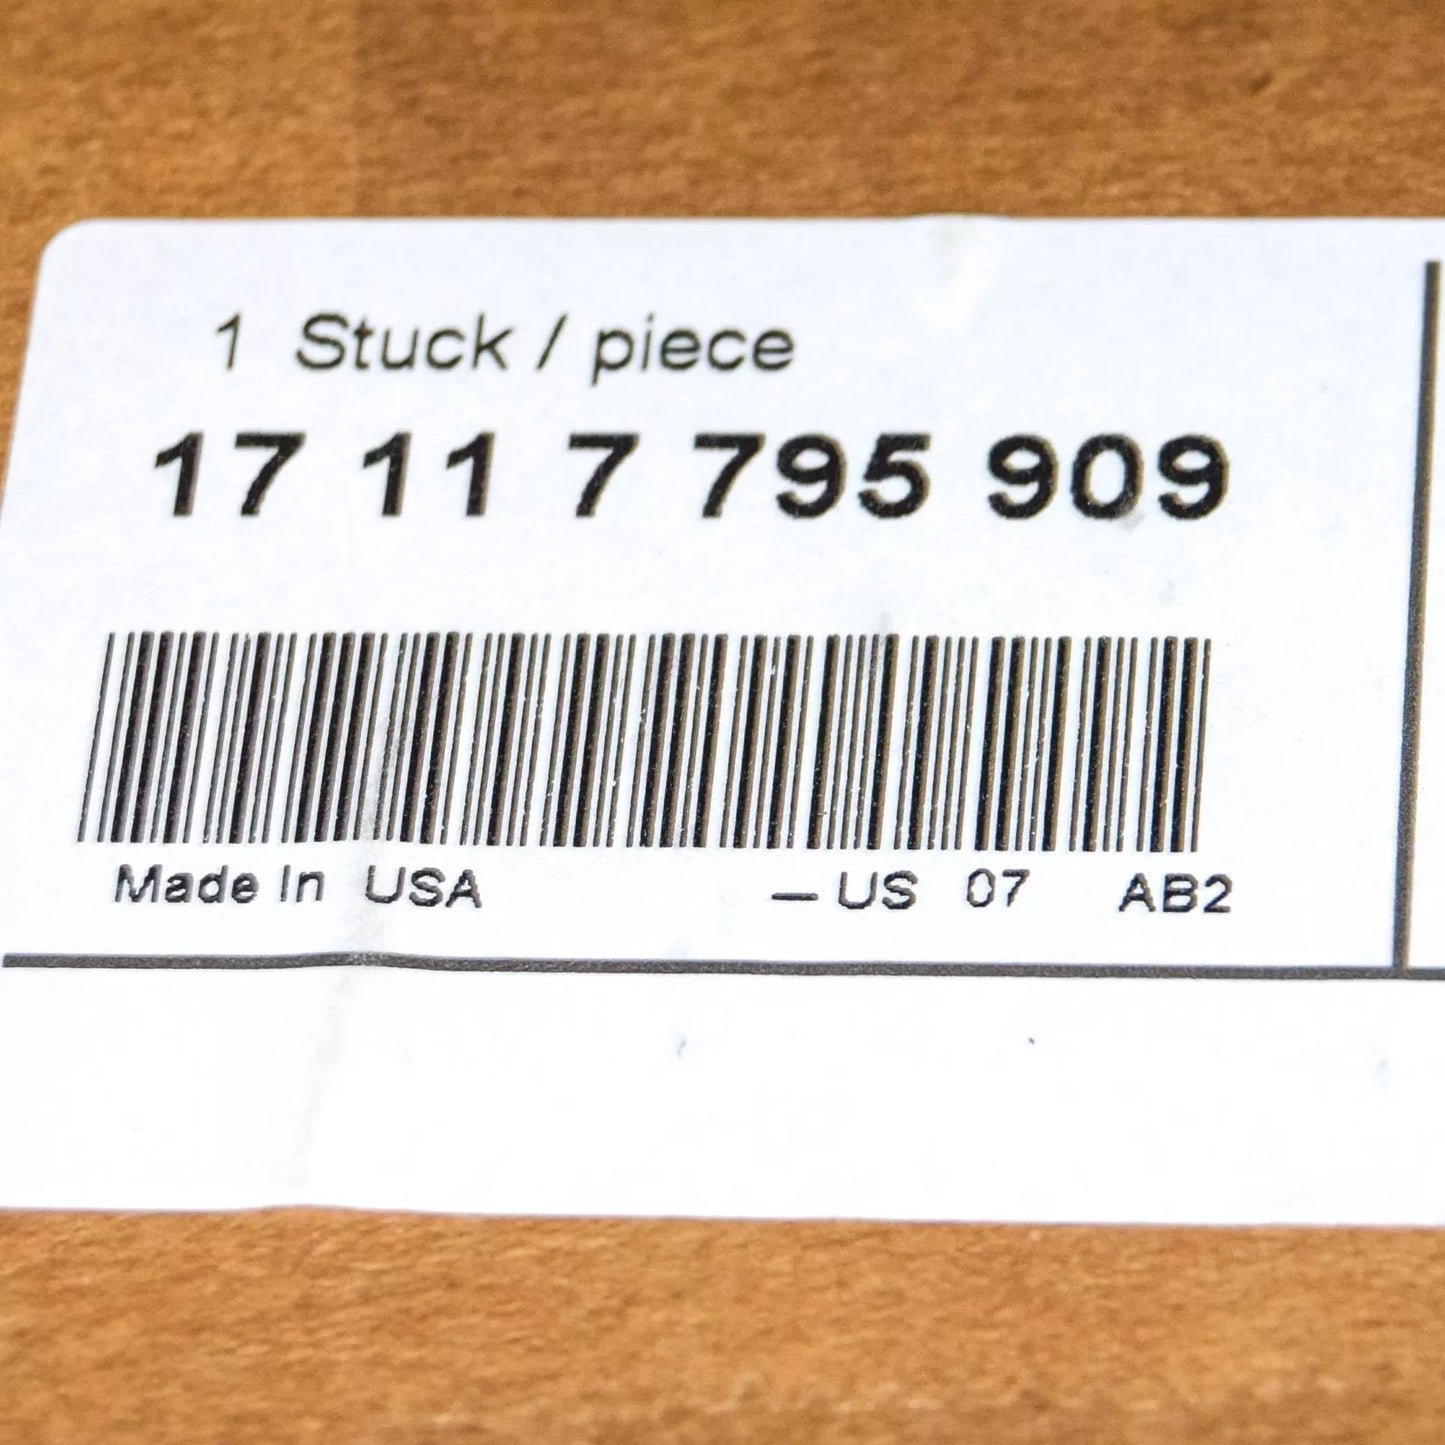 1 Stuck / piece
17 11 7 795 909
Made In USA – US 07 AB2